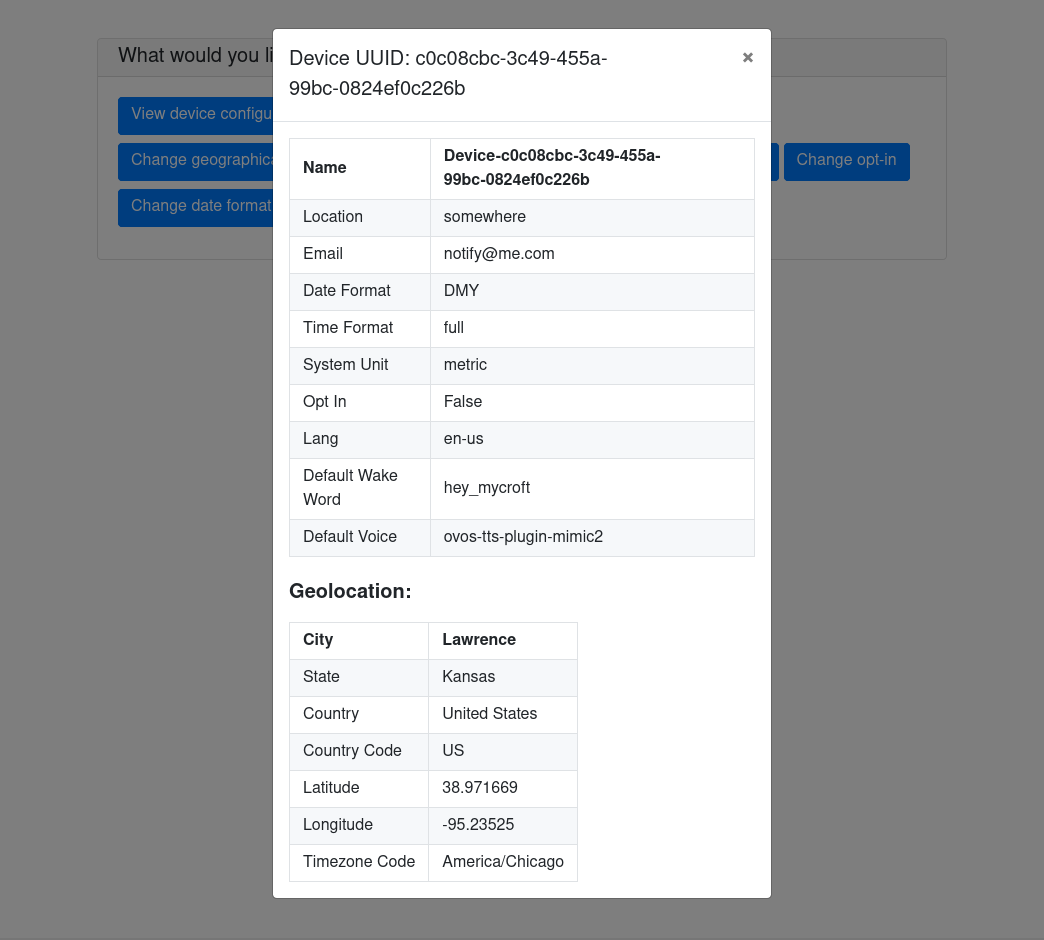 What would you li
View device configu
Change geographica
Change opt-in
Change date format
Device UUID: c0c08cbc-3c49-455a-
99bc-0824ef0c226b
×
Name Device-c0c08cbc-3c49-455a-
99bc-0824ef0c226b
Location somewhere
Email notify@me.com
Date Format DMY
Time Format full
System Unit metric
Opt In False
Lang en-us
Default Wake
Word hey_mycroft
Default Voice ovos-tts-plugin-mimic2
Geolocation:
City Lawrence
State Kansas
Country United States
Country Code US
Latitude 38.971669
Longitude -95.23525
Timezone Code America/Chicago